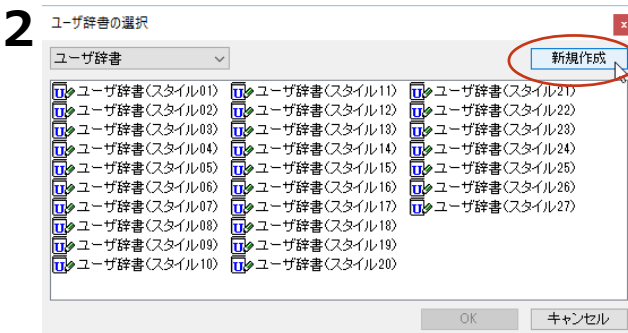 2
ユーザ辞書の選択
x
ユーザ辞書
新規作成
ユーザ辞書(スタイル01) ユーザ辞書(スタイル11) ユーザ辞書(スタイル21)
ユーザ辞書(スタイル02) ユーザ辞書(スタイル12) ユーザ辞書(スタイル22)
ユーザ辞書(スタイル03) ユーザ辞書(スタイル13) ユーザ辞書(スタイル23)
ユーザ辞書(スタイル04) ユーザ辞書(スタイル14) ユーザ辞書(スタイル24)
ユーザ辞書(スタイル05) ユーザ辞書(スタイル15) ユーザ辞書(スタイル25)
ユーザ辞書(スタイル06) ユーザ辞書(スタイル16) ユーザ辞書(スタイル26)
ユーザ辞書(スタイル07) ユーザ辞書(スタイル17) ユーザ辞書(スタイル27)
ユーザ辞書(スタイル08) ユーザ辞書(スタイル18)
ユーザ辞書(スタイル09) ユーザ辞書(スタイル19)
ユーザ辞書(スタイル10) ユーザ辞書(スタイル20)
OK キャンセル